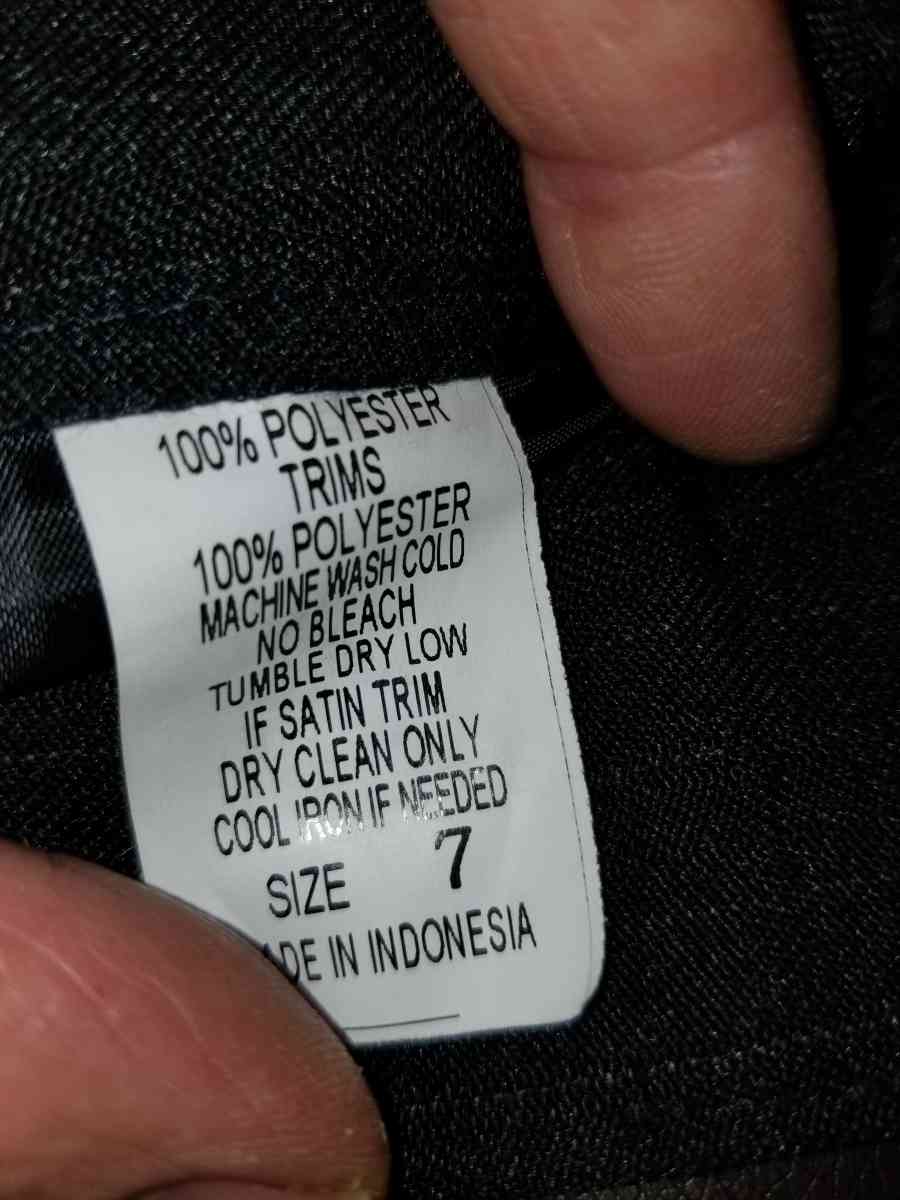 100% POLYESTER
TRIMS
100% POLYESTER
MACHINE WASH COLD
NO BLEACH
TUMBLE DRY LOW
IF SATIN TRIM
DRY CLEAN ONLY
COOL IRON IF NEEDED
SIZE 7
ADE IN INDONESIA